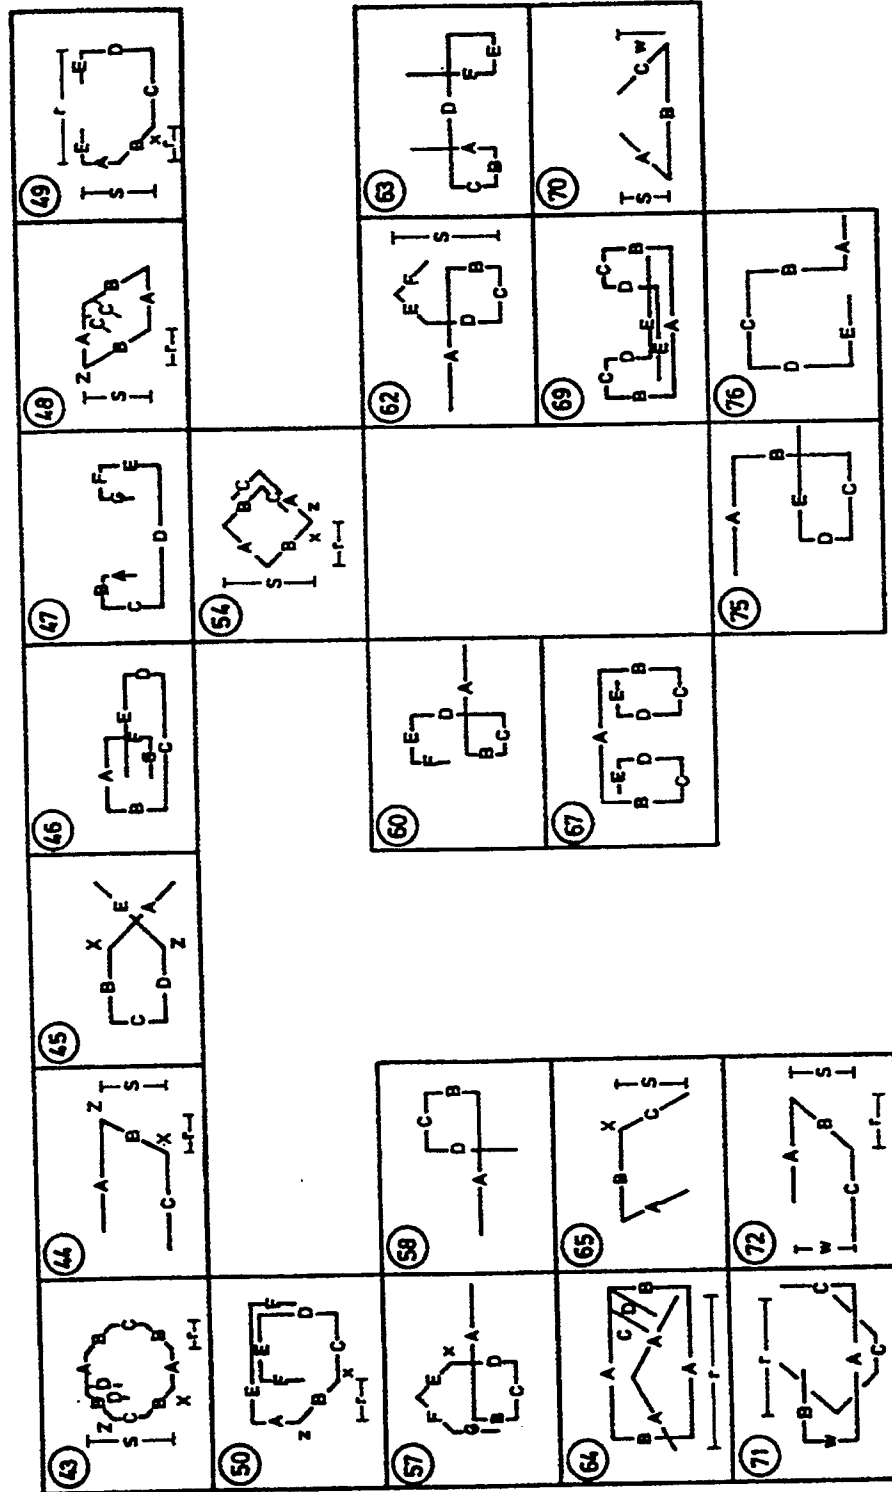 43
Z B D D A B C B A X B C S r
44
A Z B X C S r
45
B X E A C D Z
46
A E D B F G C
47
B F G E C D
48
Z A C C B B A S r
49
r E E D A B X C S r
50
E E F D F A B C Z X r
54
B C A C A B X Z S r
57
F E X G A B D C
58
C B D A
60
E F D A B C
62
E F A D B C S
63
D E E A C B
64
A C D B A B A A r
65
B X C A S
67
A E E B D D B C C
69
C C B D D B E E A
70
A C B S W
71
r B C W A C
72
A B C W S r
75
A B E D C
76
C D B E A